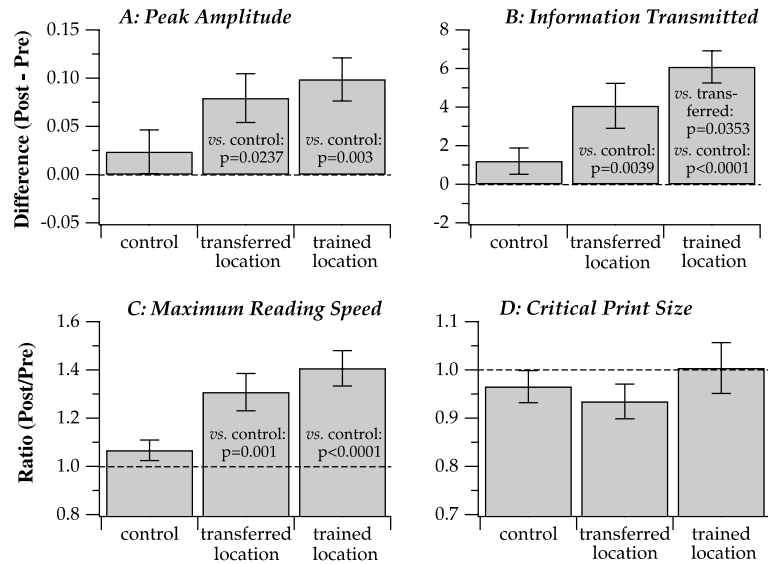 A: Peak Amplitude
Difference (Post - Pre)
0.15
0.10
0.05
0.00
-0.05
vs. control:
p=0.0237
vs. control:
p=0.003
control
transferred
location
trained
location
B: Information Transmitted
8
6
4
2
0
-2
vs. control:
p=0.0039
vs. trans-
ferred:
p=0.0353
vs. control:
p<0.0001
control
transferred
location
trained
location
C: Maximum Reading Speed
Ratio (Post/Pre)
1.6
1.4
1.2
1.0
0.8
vs. control:
p=0.001
vs. control:
p<0.0001
control
transferred
location
trained
location
D: Critical Print Size
1.0
0.9
0.8
0.7
control
transferred
location
trained
location